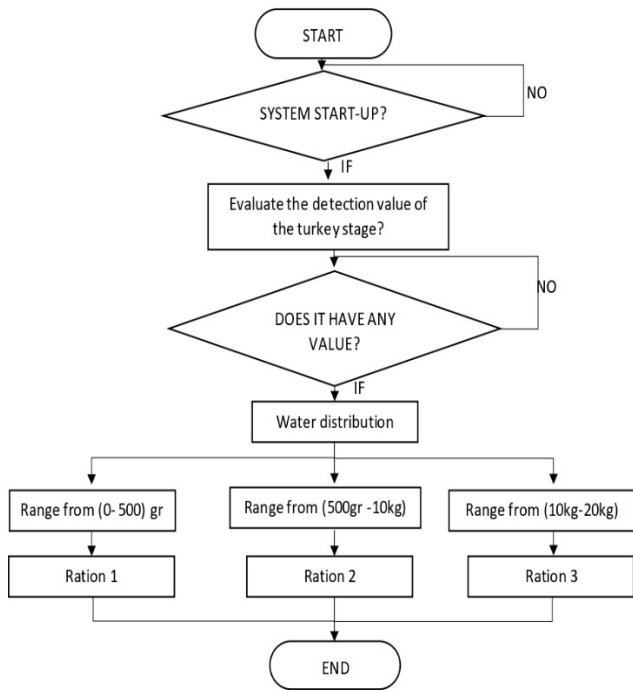 START
NO
SYSTEM START-UP?
IF
Evaluate the detection value of
the turkey stage?
NO
DOES IT HAVE ANY
VALUE?
IF
Water distribution
Range from (0- 500) gr
Range from (500gr -10kg)
Range from (10kg-20kg)
Ration 1
Ration 2
Ration 3
END